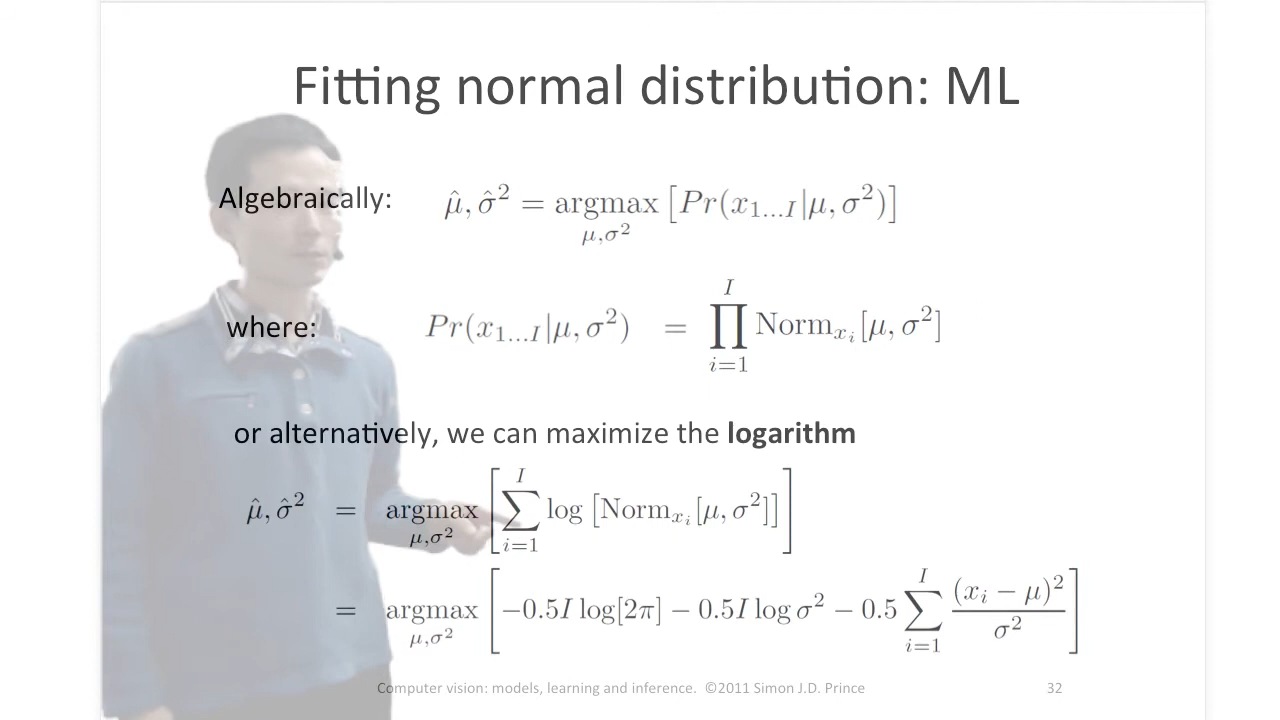 Fitting normal distribution: ML
Algebraically: μ̂, σ̂² = argmax_{μ,σ²} [Pr(x_{1...I}|μ, σ²)]
where: Pr(x_{1...I}|μ, σ²) = ∏_{i=1}^{I} Norm_{x_i}[μ, σ²]
or alternatively, we can maximize the logarithm
μ̂, σ̂² = argmax_{μ,σ²} [∑_{i=1}^{I} log [Norm_{x_i}[μ, σ²]]]
= argmax_{μ,σ²} [−0.5I log[2π] − 0.5I log σ² − 0.5 ∑_{i=1}^{I} (x_i − μ)²/σ²]
Computer vision: models, learning and inference. ©2011 Simon J.D. Prince 32